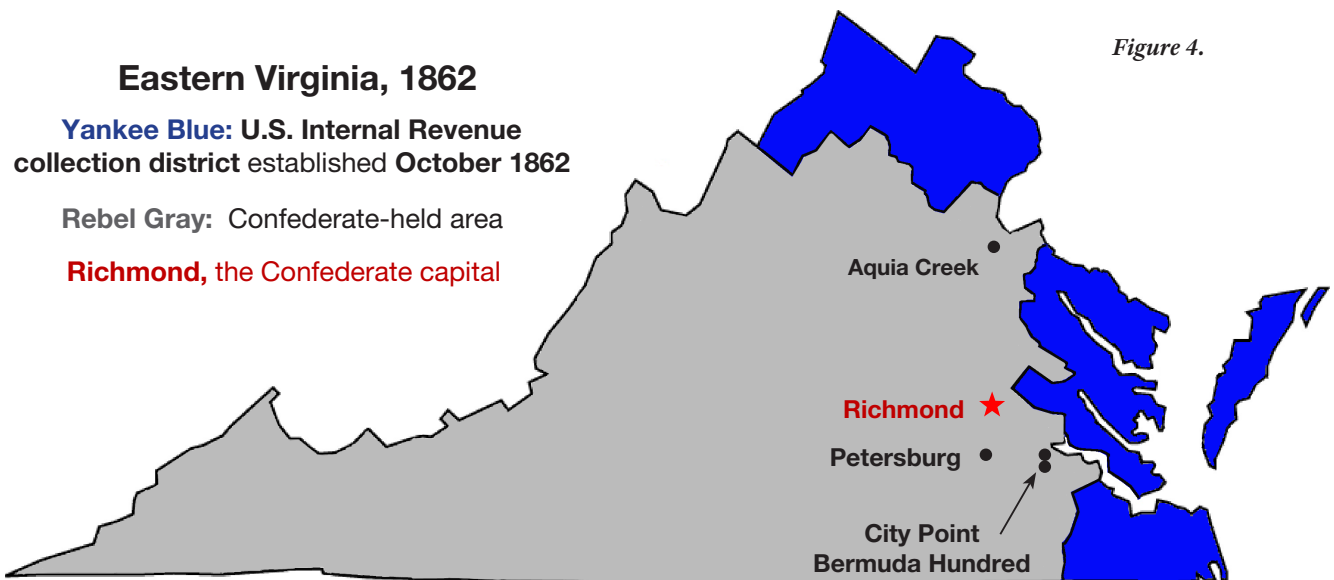 Figure 4.
Eastern Virginia, 1862
Yankee Blue: U.S. Internal Revenue
collection district established October 1862
Rebel Gray: Confederate-held area
Richmond, the Confederate capital
Aquia Creek
Richmond
Petersburg
City Point
Bermuda Hundred